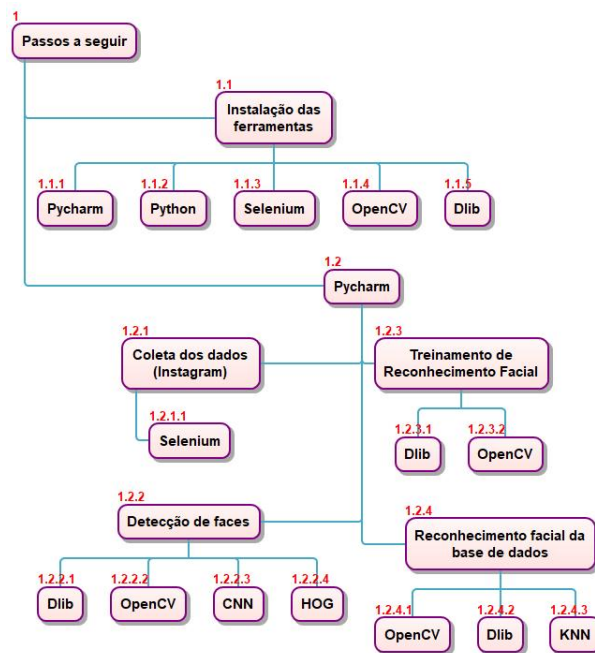 1
Passos a seguir
1.1
Instalação das
ferramentas
1.1.1
Pycharm
1.1.2
Python
1.1.3
Selenium
1.1.4
OpenCV
1.1.5
Dlib
1.2
Pycharm
1.2.1
Coleta dos dados
(Instagram)
1.2.1.1
Selenium
1.2.3
Treinamento de
Reconhecimento Facial
1.2.3.1
Dlib
1.2.3.2
OpenCV
1.2.2
Detecção de faces
1.2.2.1
Dlib
1.2.2.2
OpenCV
1.2.2.3
CNN
1.2.2.4
HOG
1.2.4
Reconhecimento facial da
base de dados
1.2.4.1
OpenCV
1.2.4.2
Dlib
1.2.4.3
KNN